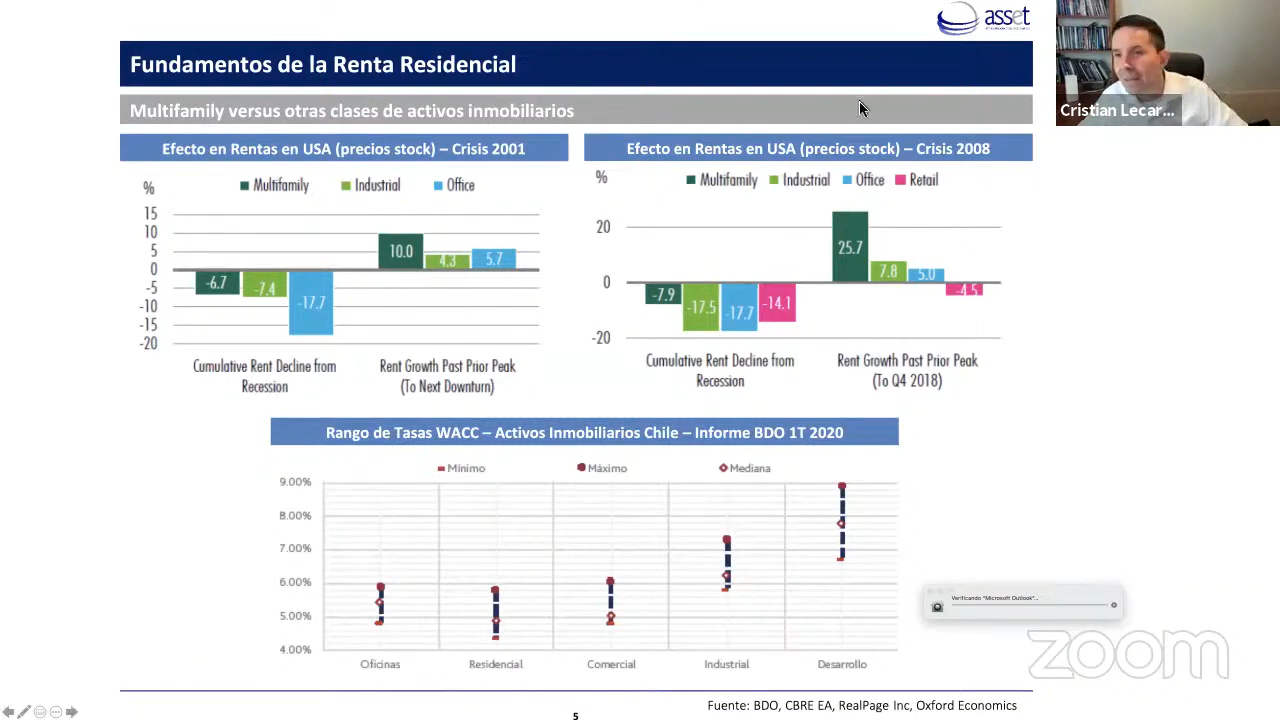 asset
Fundamentos de la Renta Residencial
Cristian Lecar...
Multifamily versus otras clases de activos inmobiliarios
Efecto en Rentas en USA (precios stock) – Crisis 2001
%
Multifamily Industrial Office
15
10
5
0
-5
-10
-15
-20
-6.7
-7.4
-17.7
10.0
4.3
5.7
Cumulative Rent Decline from
Recession
Rent Growth Past Prior Peak
(To Next Downturn)
Efecto en Rentas en USA (precios stock) – Crisis 2008
%
Multifamily Industrial Office Retail
20
0
-20
-7.9
-17.5
-17.7
-14.1
25.7
7.8
5.0
-4.5
Cumulative Rent Decline from
Recession
Rent Growth Past Prior Peak
(To Q4 2018)
Rango de Tasas WACC – Activos Inmobiliarios Chile – Informe BDO 1T 2020
Mínimo Máximo Mediana
9.00%
8.00%
7.00%
6.00%
5.00%
4.00%
Oficinas Residencial Comercial Industrial Desarrollo
Verificando "Microsoft Outlook"...
zoom
Fuente: BDO, CBRE EA, RealPage Inc, Oxford Economics
5